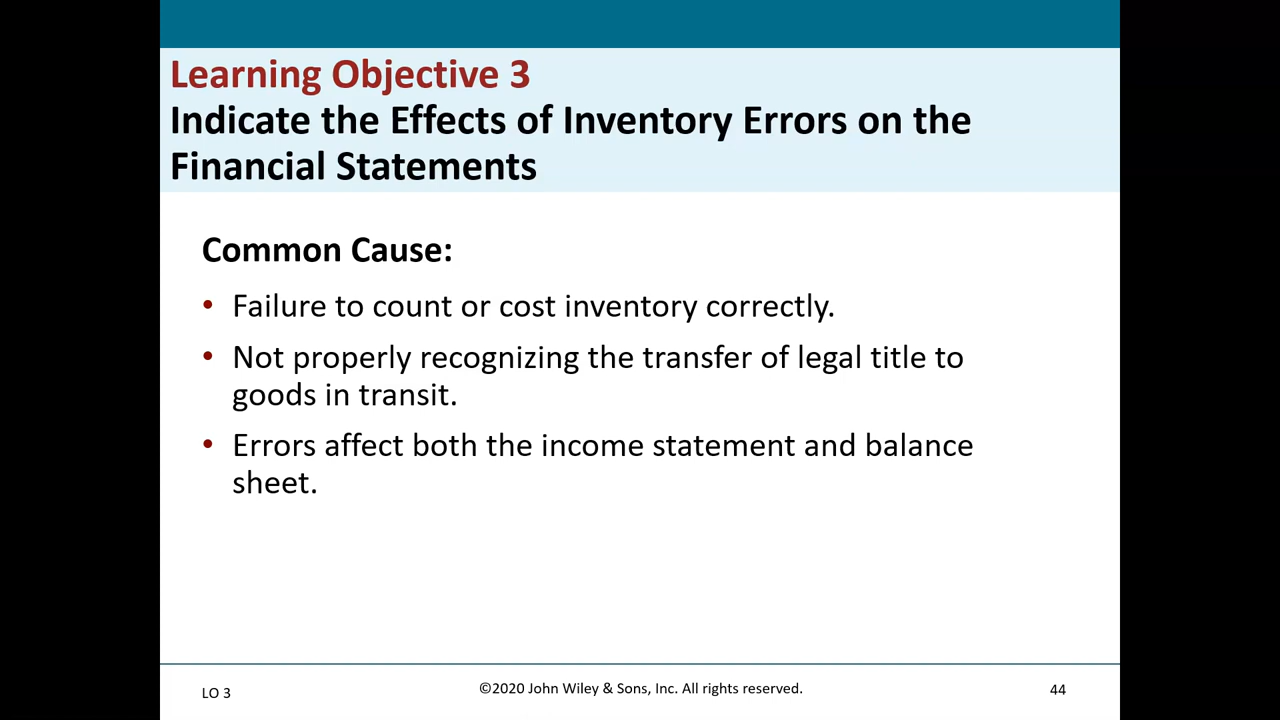 Learning Objective 3
Indicate the Effects of Inventory Errors on the
Financial Statements
Common Cause:
• Failure to count or cost inventory correctly.
• Not properly recognizing the transfer of legal title to
goods in transit.
• Errors affect both the income statement and balance
sheet.
LO 3
©2020 John Wiley & Sons, Inc. All rights reserved.
44